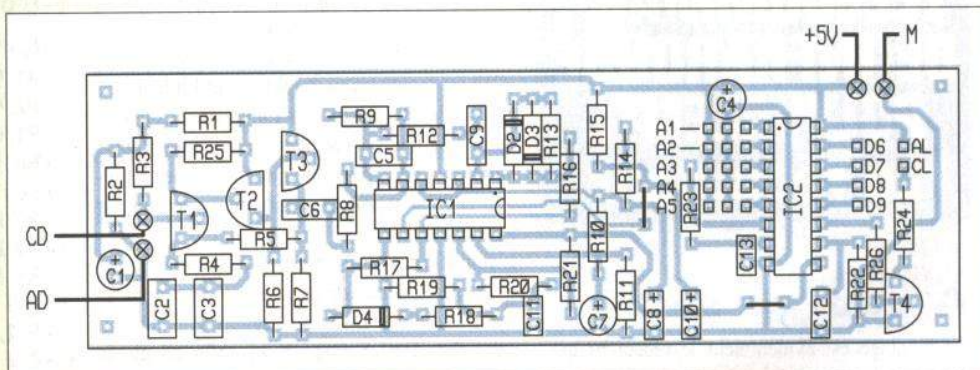 +5V M
R1 R9 R12 C9 D2 D3 R13 R15 C4
A1
A2
A3
A4
A5
D6 AL
D7 CL
D8
D9
R2 R3 R25 T3 C5 R16 R14 IC2
T1 T2 C6 R8 IC1 R23 R24
CD R5 R10
C1 R4 R17 R21 C13 R26
AD C2 C3 R6 R7 R19 R20 R11 R22 T4
D4 R18 C11 C7 C8+ C10+ C12